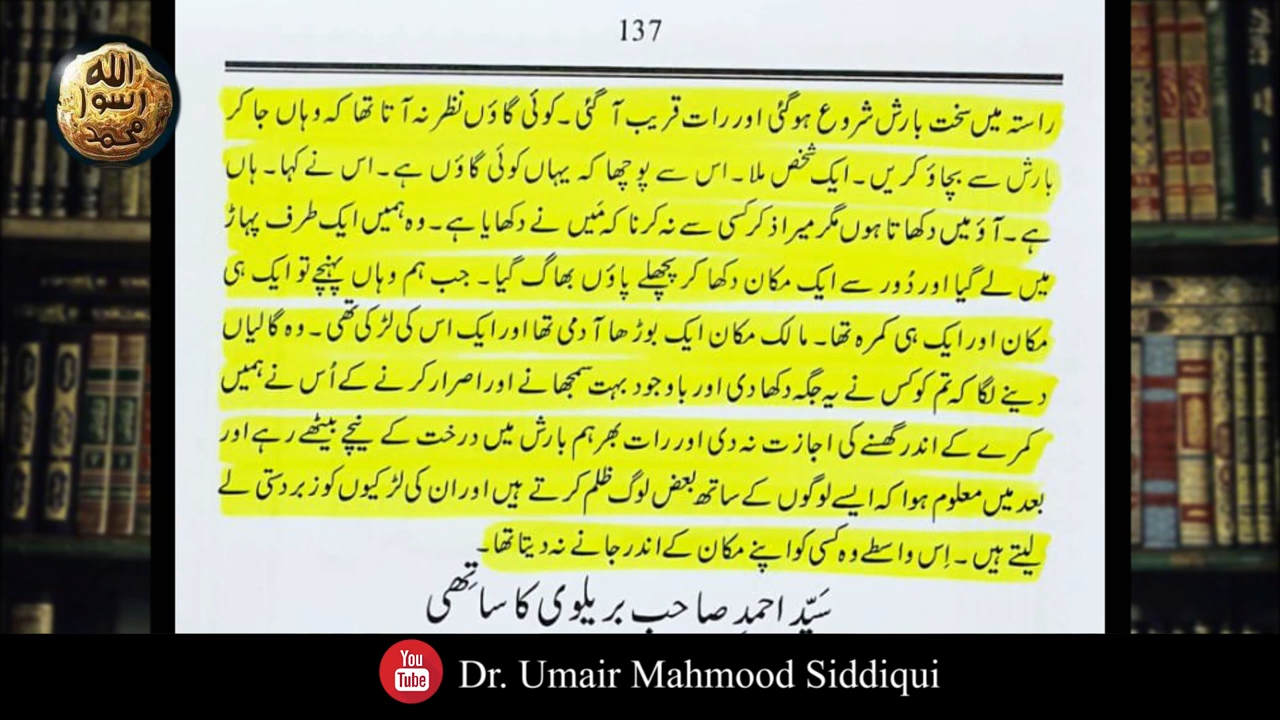 137
راستہ میں سخت بارش شروع ہو گئی اور رات قریب آ گئی۔ کوئی گاؤں نظر نہ آتا تھا کہ وہاں جا کر
بارش سے بچاؤ کریں۔ ایک شخص ملا۔ اس سے پوچھا کہ یہاں کوئی گاؤں ہے۔ اس نے کہا۔ ہاں
ہے۔ آؤ میں دکھاتا ہوں مگر میرا ذکر کسی سے نہ کرنا کہ مَیں نے دکھایا ہے۔ وہ ہمیں ایک طرف پہاڑ
میں لے گیا اور دُور سے ایک مکان دکھا کر پچھلے پاؤں بھاگ گیا۔ جب ہم وہاں پہنچے تو ایک ہی
مکان اور ایک ہی کمرہ تھا۔ مالک مکان ایک بوڑھا آدمی تھا اور ایک اس کی لڑکی تھی۔ وہ گالیاں
دینے لگا کہ تم کو کس نے یہ جگہ دکھا دی اور باوجود بہت سمجھانے اور اصرار کرنے کے اُس نے ہمیں
کمرے کے اندر گھسنے کی اجازت نہ دی اور رات بھر ہم بارش میں درخت کے نیچے بیٹھے رہے اور
بعد میں معلوم ہوا کہ ایسے لوگوں کے ساتھ بعض لوگ ظلم کرتے ہیں اور ان کی لڑکیوں کو زبردستی لے
لیتے ہیں۔ اِس واسطے وہ کسی کو اپنے مکان کے اندر جانے نہ دیتا تھا۔
سَیّد احمد صاحب بریلوی کا ساتھی
الله
رسول
محمد
You
Tube
Dr. Umair Mahmood Siddiqui